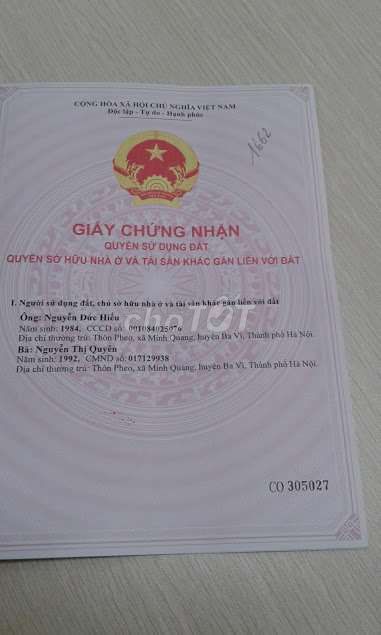 CỘNG HÒA XÃ HỘI CHỦ NGHĨA VIỆT NAM
Độc lập - Tự do - Hạnh phúc
1662
GIẤY CHỨNG NHẬN
QUYỀN SỬ DỤNG ĐẤT
QUYỀN SỞ HỮU NHÀ Ở VÀ TÀI SẢN KHÁC GẮN LIỀN VỚI ĐẤT
I. Người sử dụng đất, chủ sở hữu nhà ở và tài sản khác gắn liền với đất
Ông: Nguyễn Đức Hiếu
Năm sinh: 1984, CCCD số: 001084025076
Địa chỉ thường trú: Thôn Pheo, xã Minh Quang, huyện Ba Vì, Thành phố Hà Nội.
Bà: Nguyễn Thị Quyên
Năm sinh: 1992, CMND số: 017129938
Địa chỉ thường trú: Thôn Pheo, xã Minh Quang, huyện Ba Vì, Thành phố Hà Nội.
choTOT
CO 305027